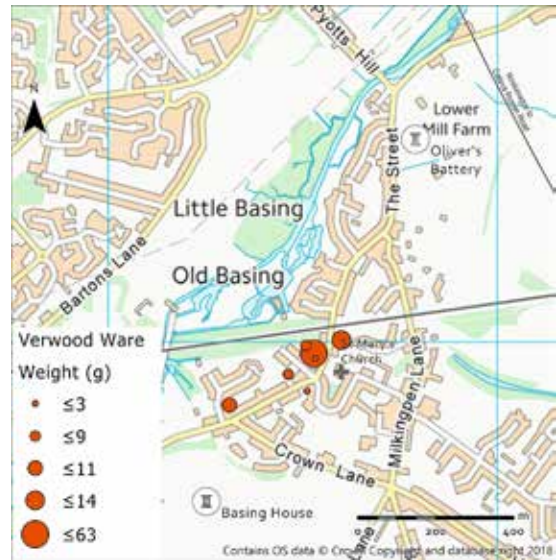 Pyotts Hill
N
Lower
Mill Farm
Oliver's
Battery
The Street
Little Basing
Old Basing
Bartons Lane
Church
Milkingpen Lane
Crown Lane
Basing House
Lane
Verwood Ware
Weight (g)
≤3
≤9
≤11
≤14
≤63
0 200 400
m
Contains OS data © Crown Copyright and database right 2018